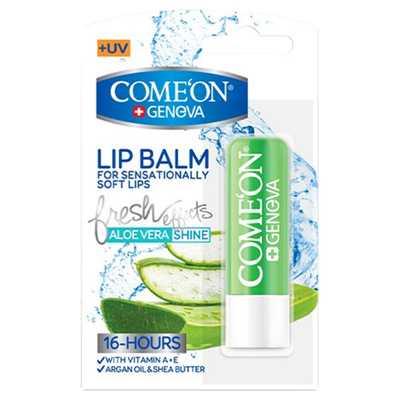 +UV
COME'ON
GENOVA
LIP BALM
FOR SENSATIONALLY
SOFT LIPS
fresh effects
ALOE VERA SHINE
16-HOURS
✓WITH VITAMIN A+E
✓ARGAN OIL&SHEA BUTTER
COME'ON
GENOVA